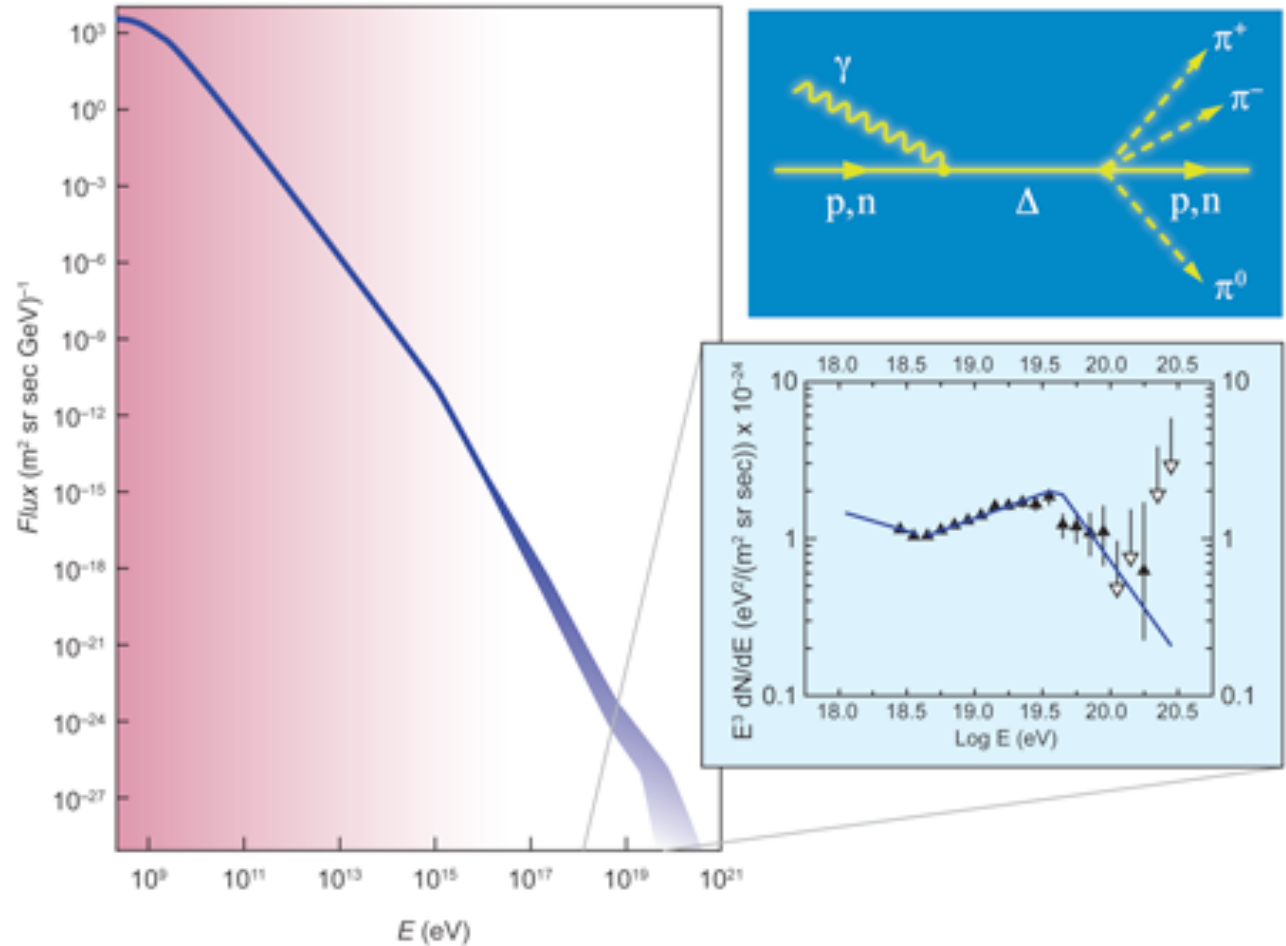 10³
10⁰
10⁻³
10⁻⁶
10⁻⁹
10⁻¹²
10⁻¹⁵
10⁻¹⁸
10⁻²¹
10⁻²⁴
10⁻²⁷
Flux (m² sr sec GeV)⁻¹
10⁹ 10¹¹ 10¹³ 10¹⁵ 10¹⁷ 10¹⁹ 10²¹
E (eV)
γ
π⁺
π⁻
p,n Δ p,n
π⁰
18.0 18.5 19.0 19.5 20.0 20.5
10 10
1 1
0.1 0.1
E³ dN/dE (eV²/(m² sr sec)) x 10⁻²⁴
18.0 18.5 19.0 19.5 20.0 20.5
Log E (eV)